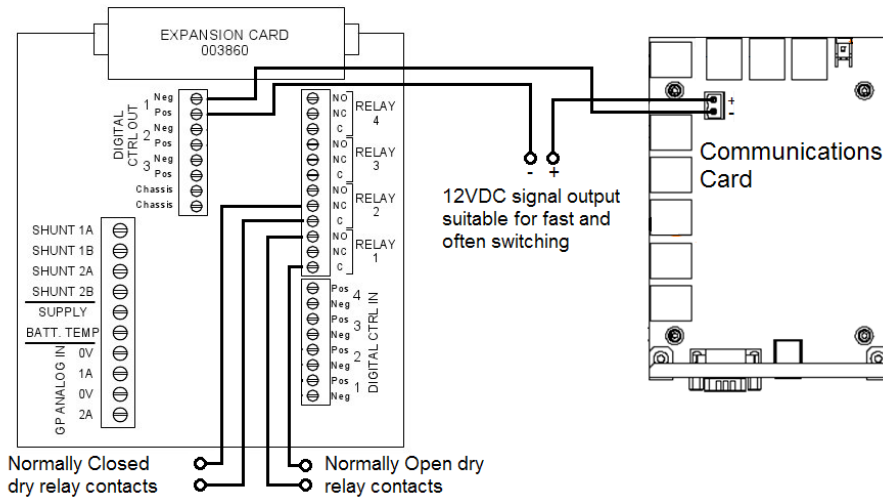 EXPANSION CARD
003860
DIGITAL
CTRL OUT
1 Neg
Pos
2 Neg
Pos
3 Neg
Pos
Chassis
Chassis
NO
NC
C
RELAY
4
NO
NC
C
RELAY
3
NO
NC
C
RELAY
2
NO
NC
C
RELAY
1
SHUNT 1A
SHUNT 1B
SHUNT 2A
SHUNT 2B
SUPPLY
BATT. TEMP
GP ANALOG IN
0V
1A
0V
2A
Pos 4
Neg
Pos 3
Neg
Pos 2
Neg
Pos 1
Neg
DIGITAL CTRL IN
- +
12VDC signal output
suitable for fast and
often switching
+
-
Communications
Card
Normally Closed
dry relay contacts
Normally Open dry
relay contacts